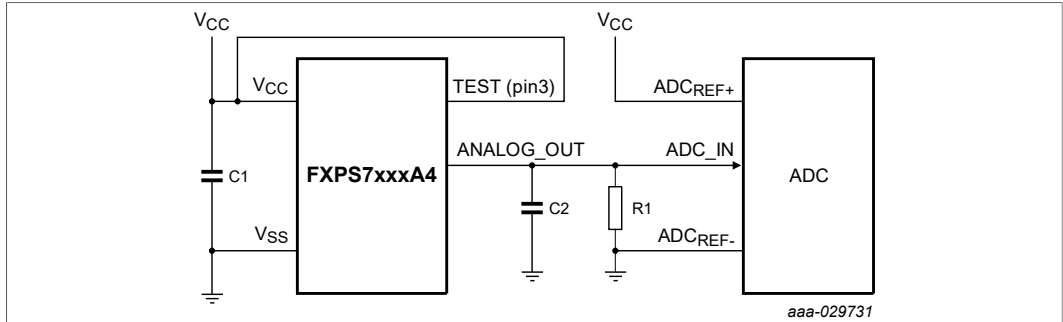 VCC
VCC
VCC
TEST (pin3)
ADCREF+
ANALOG_OUT
ADC_IN
C1
FXPS7xxxA4
ADC
C2
R1
VSS
ADCREF-
aaa-029731